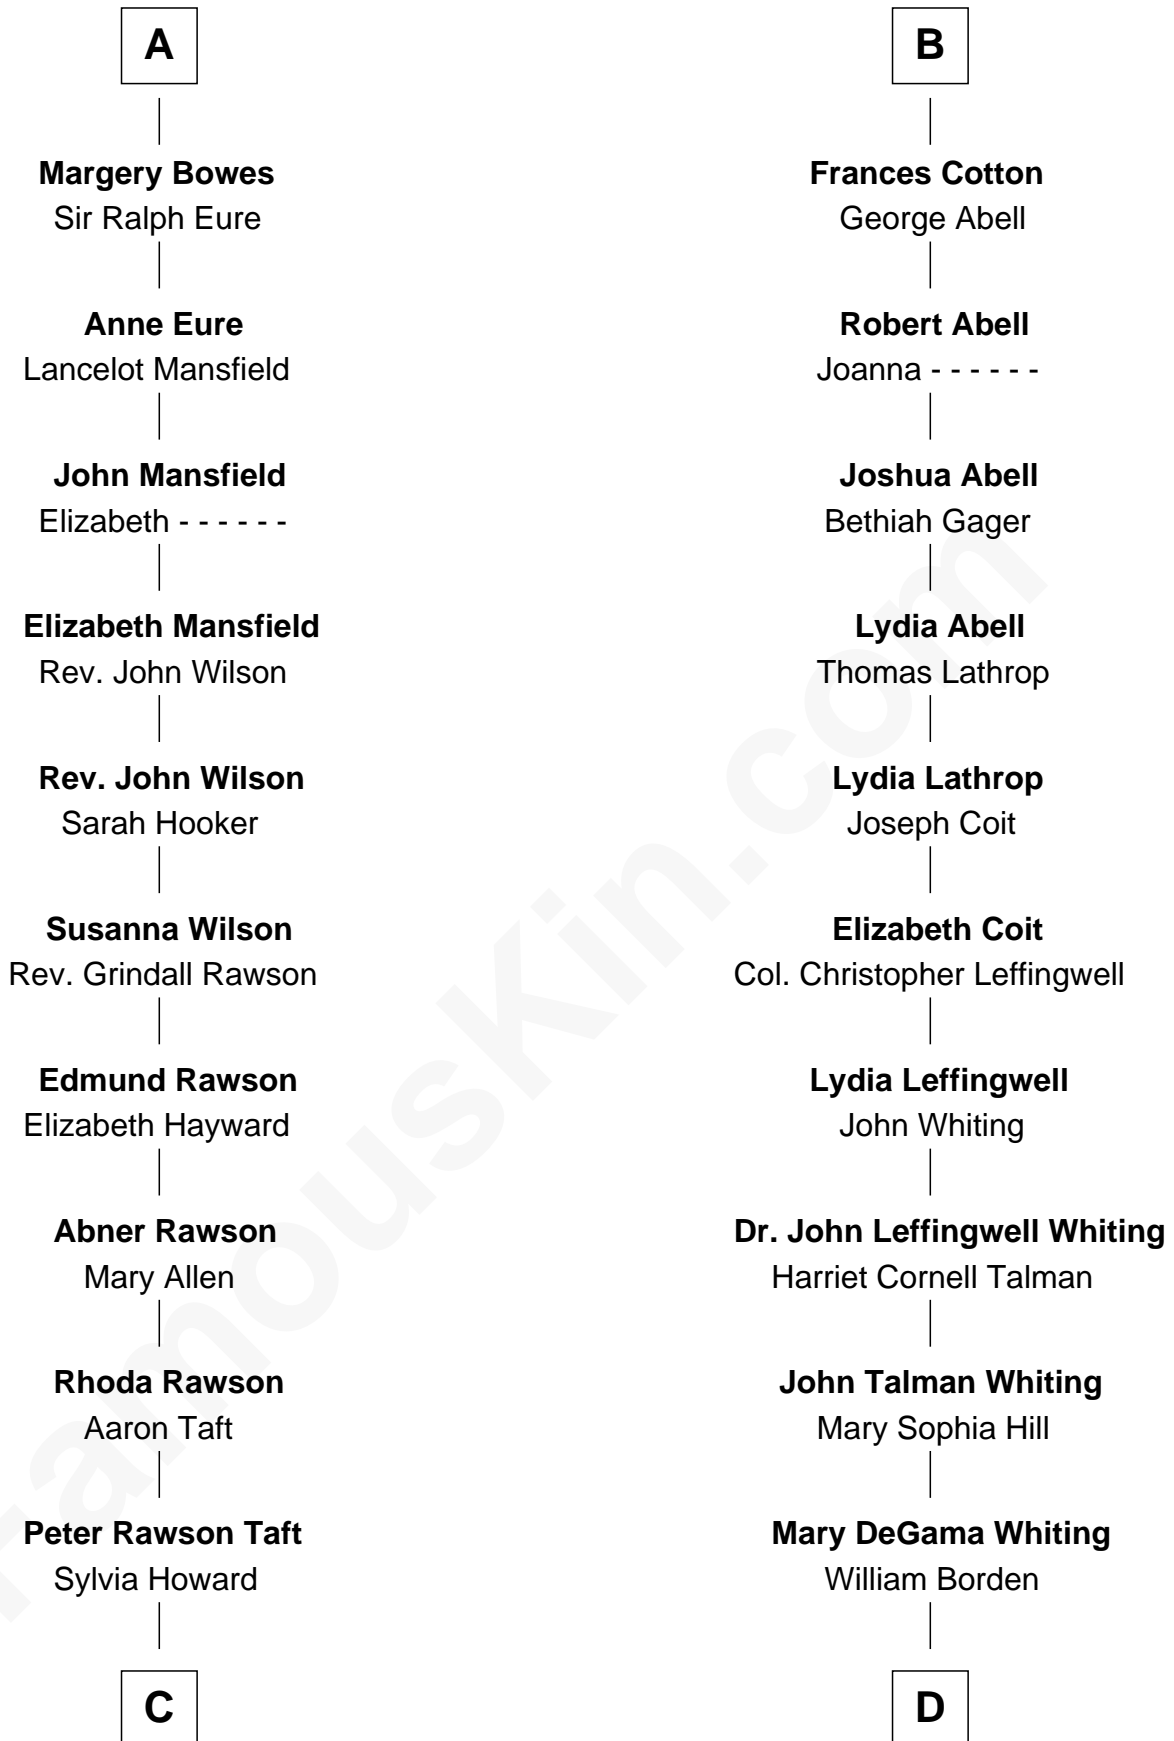 A
Margery Bowes
Sir Ralph Eure
Anne Eure
Lancelot Mansfield
John Mansfield
Elizabeth - - - - - -
Elizabeth Mansfield
Rev. John Wilson
Rev. John Wilson
Sarah Hooker
Susanna Wilson
Rev. Grindall Rawson
Edmund Rawson
Elizabeth Hayward
Abner Rawson
Mary Allen
Rhoda Rawson
Aaron Taft
Peter Rawson Taft
Sylvia Howard
C
B
Frances Cotton
George Abell
Robert Abell
Joanna - - - - - -
Joshua Abell
Bethiah Gager
Lydia Abell
Thomas Lathrop
Lydia Lathrop
Joseph Coit
Elizabeth Coit
Col. Christopher Leffingwell
Lydia Leffingwell
John Whiting
Dr. John Leffingwell Whiting
Harriet Cornell Talman
John Talman Whiting
Mary Sophia Hill
Mary DeGama Whiting
William Borden
D
FamousKin.com